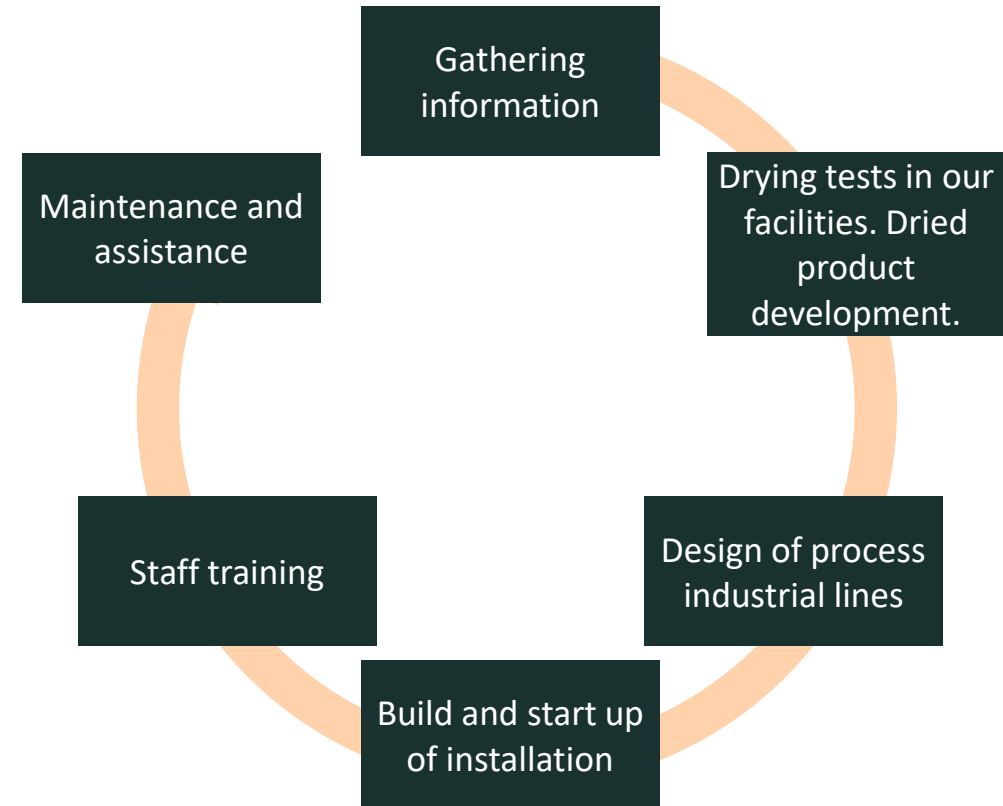 Gathering
information
Drying tests in our
facilities. Dried
product
development.
Design of process
industrial lines
Build and start up
of installation
Staff training
Maintenance and
assistance